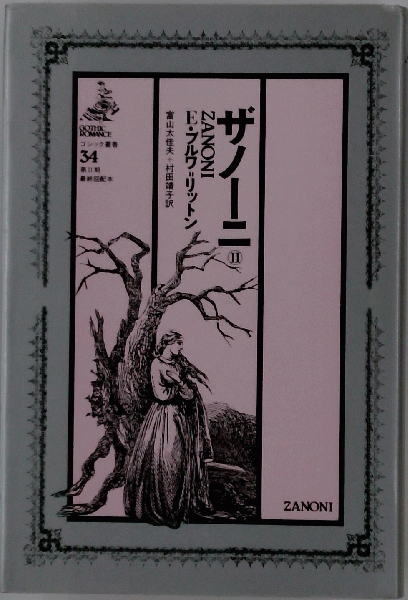 ザノーニ Ⅱ
ZANONI
E・ブルワ=リットン
富山太佳夫+村田靖子訳
GOTHIC
ROMANCE
ゴシック叢書
34
第Ⅱ期
最終回配本
ZANONI